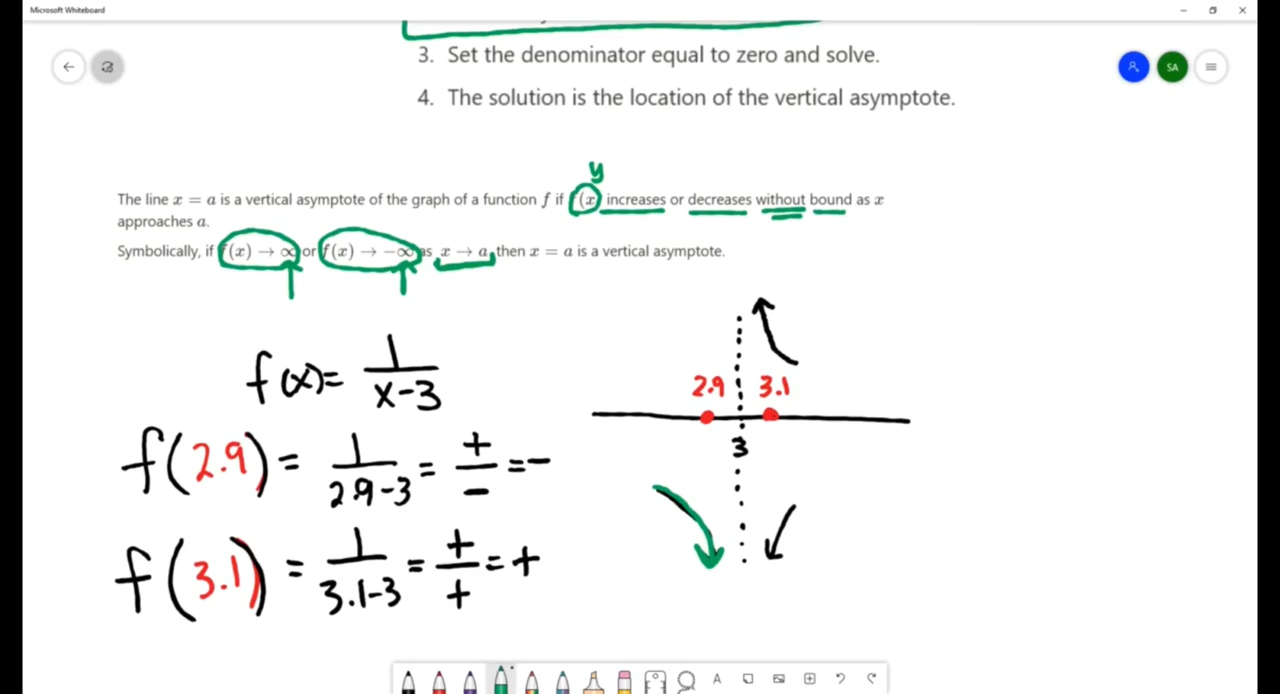 Microsoft Whiteboard
SA
3. Set the denominator equal to zero and solve.
4. The solution is the location of the vertical asymptote.
y
The line x = a is a vertical asymptote of the graph of a function f if f(x) increases or decreases without bound as x
approaches a.
Symbolically, if f(x) → ∞ or f(x) → −∞ as x → a, then x = a is a vertical asymptote.
f(x) = 1/(x-3)
f(2.9) = 1/(2.9-3) = +/- = -
f(3.1) = 1/(3.1-3) = +/+ = +
2.9 3.1
3
A